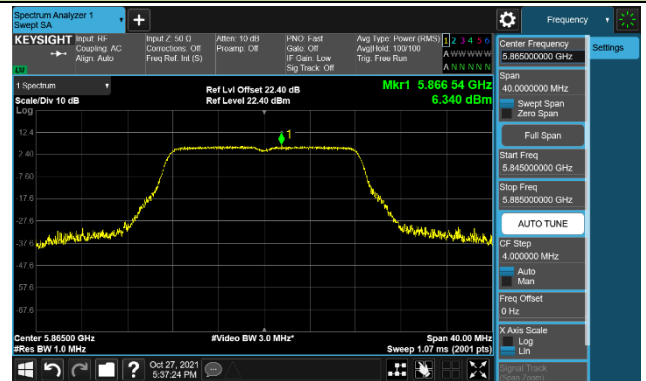 Spectrum Analyzer 1
Swept SA
Frequency
KEYSIGHT Input: RF
Coupling: AC
Align: Auto
Input Z: 50 Ω
Corrections: Off
Freq Ref: Int (S)
Atten: 10 dB
Preamp: Off
PNO: Fast
Gate: Off
IF Gain: Low
Sig Track: Off
Avg Type: Power (RMS)
Avg|Hold: 100/100
Trig: Free Run
1 2 3 4 5 6
A W W W W W
A N N N N N
1 Spectrum
Scale/Div 10 dB
Log
Ref Lvl Offset 22.40 dB
Ref Level 22.40 dBm
Mkr1 5.866 54 GHz
6.340 dBm
1
12.4
2.40
-7.60
-17.6
-27.6
-37.6
-47.6
-57.6
-67.6
Center 5.86500 GHz
#Res BW 1.0 MHz
#Video BW 3.0 MHz*
Span 40.00 MHz
Sweep 1.07 ms (2001 pts)
Oct 27, 2021
5:37:24 PM
Center Frequency
5.865000000 GHz
Span
40.0000000 MHz
Swept Span
Zero Span
Full Span
Start Freq
5.845000000 GHz
Stop Freq
5.885000000 GHz
AUTO TUNE
CF Step
4.000000 MHz
Auto
Man
Freq Offset
0 Hz
X Axis Scale
Log
Lin
Signal Track
(Span Zoom)
Settings